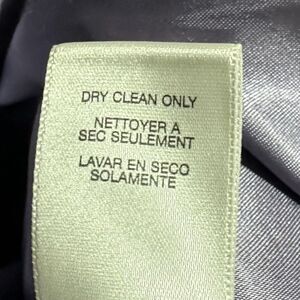 DRY CLEAN ONLY
NETTOYER A
SEC SEULEMENT
LAVAR EN SECO
SOLAMENTE